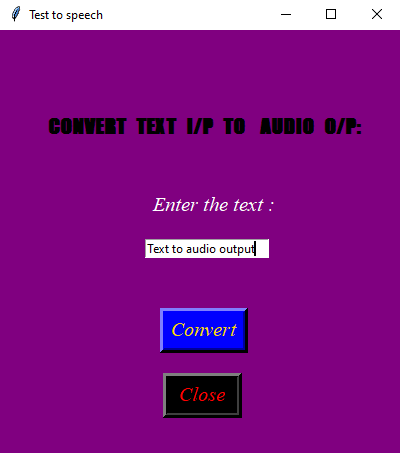 Test to speech
CONVERT TEXT I/P TO AUDIO O/P:
Enter the text :
Text to audio output
Convert
Close